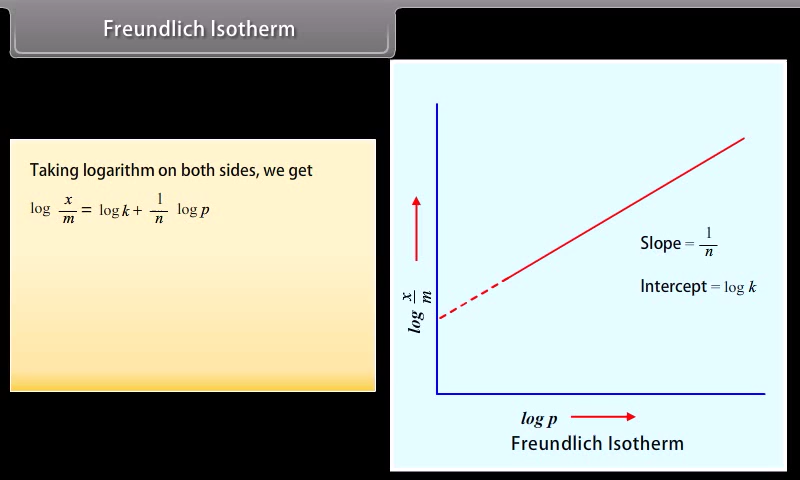 Freundlich Isotherm
Taking logarithm on both sides, we get
log x/m = log k + 1/n log p
log x/m
Slope = 1/n
Intercept = log k
log p
Freundlich Isotherm